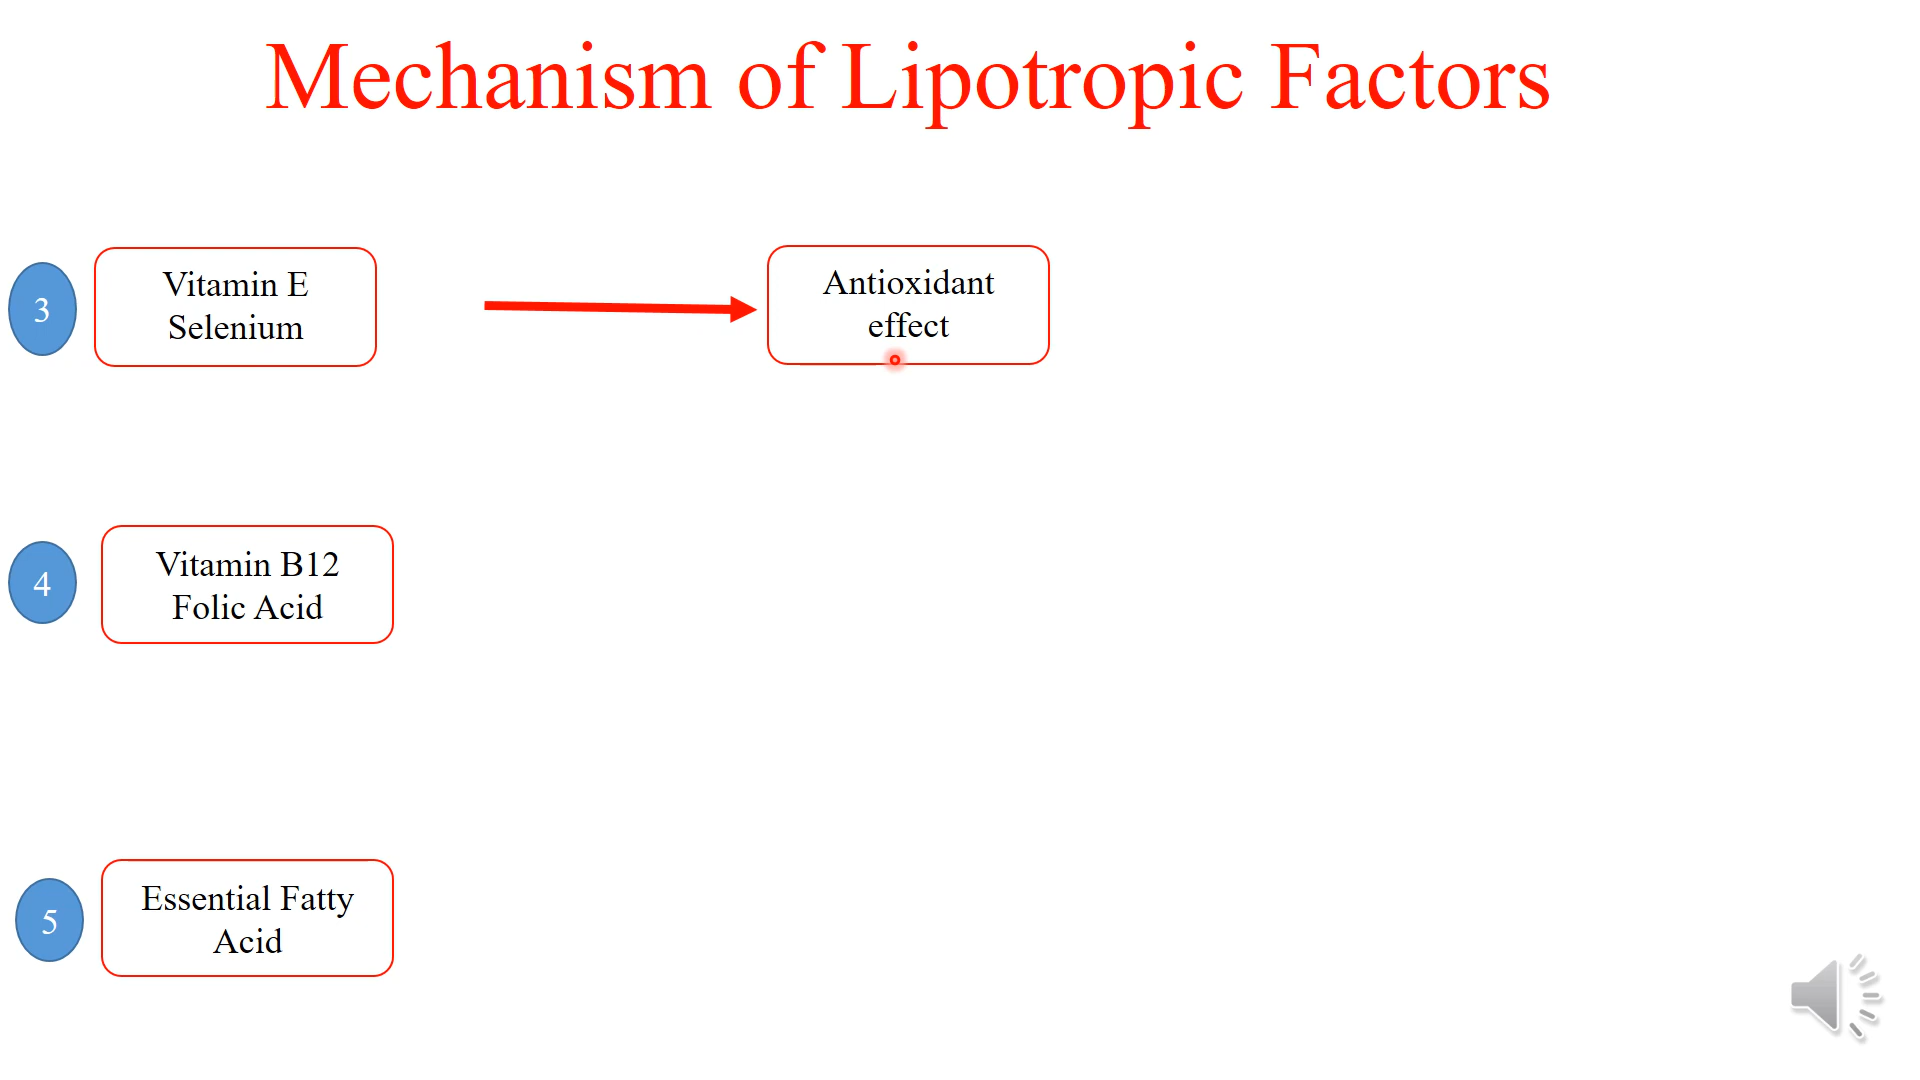 Mechanism of Lipotropic Factors
3
Vitamin E
Selenium
Antioxidant
effect
4
Vitamin B12
Folic Acid
5
Essential Fatty
Acid